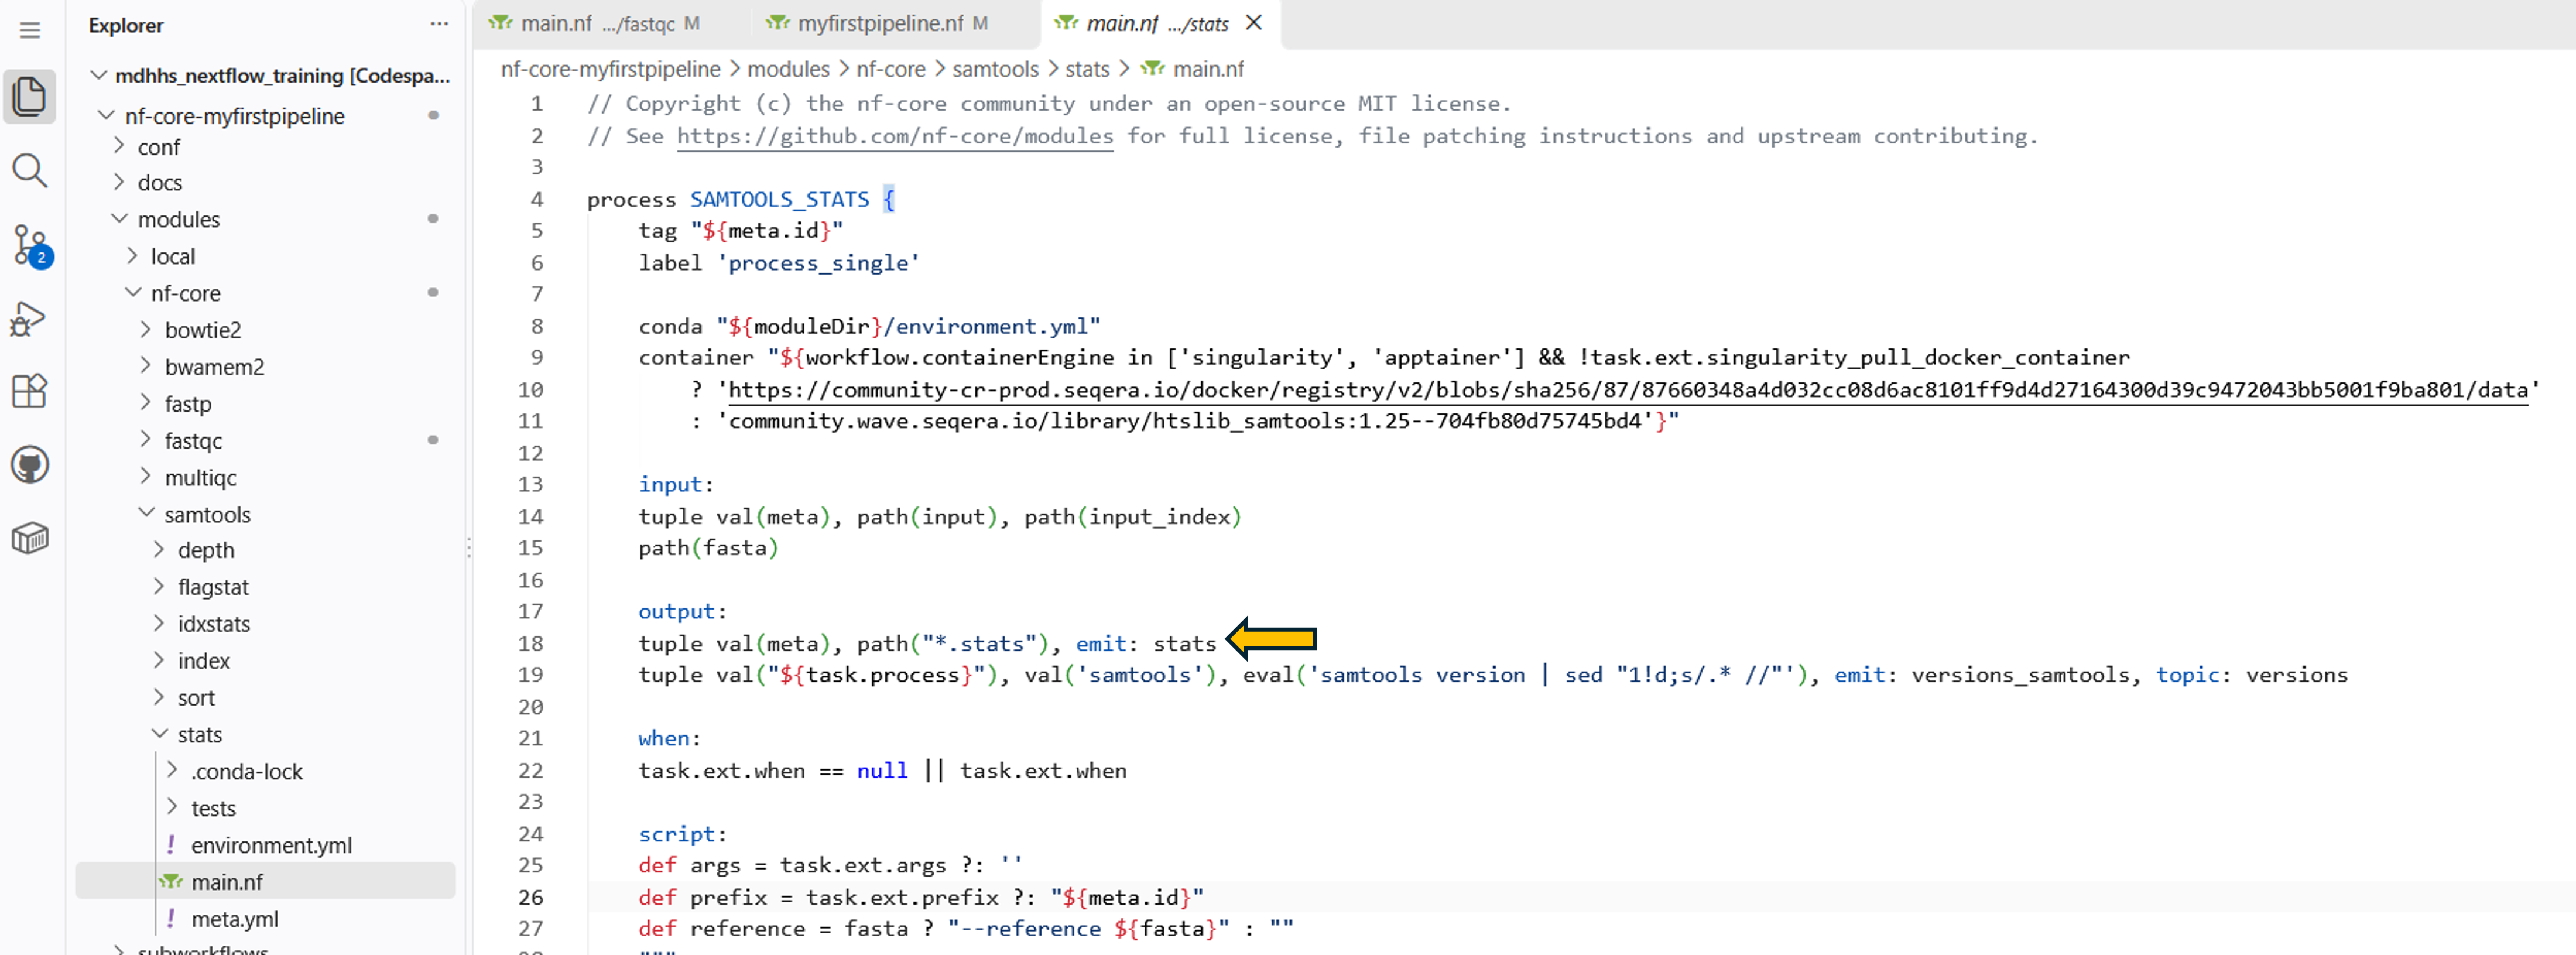 Explorer
···
mdhhs_nextflow_training [Codespa...
nf-core-myfirstpipeline
conf
docs
modules
local
nf-core
bowtie2
bwamem2
fastp
fastqc
multiqc
samtools
depth
flagstat
idxstats
index
sort
stats
.conda-lock
tests
! environment.yml
main.nf
! meta.yml
subworkflows
2
main.nf .../fastqc M
myfirstpipeline.nf M
main.nf .../stats
nf-core-myfirstpipeline > modules > nf-core > samtools > stats > main.nf
1 // Copyright (c) the nf-core community under an open-source MIT license.
2 // See https://github.com/nf-core/modules for full license, file patching instructions and upstream contributing.
3
4 process SAMTOOLS_STATS {
5 tag "${meta.id}"
6 label 'process_single'
7
8 conda "${moduleDir}/environment.yml"
9 container "${workflow.containerEngine in ['singularity', 'apptainer'] && !task.ext.singularity_pull_docker_container
10 ? 'https://community-cr-prod.seqera.io/docker/registry/v2/blobs/sha256/87/87660348a4d032cc08d6ac8101ff9d4d27164300d39c9472043bb5001f9ba801/data'
11 : 'community.wave.seqera.io/library/htslib_samtools:1.25--704fb80d75745bd4'}"
12
13 input:
14 tuple val(meta), path(input), path(input_index)
15 path(fasta)
16
17 output:
18 tuple val(meta), path("*.stats"), emit: stats
19 tuple val("${task.process}"), val('samtools'), eval('samtools version | sed "1!d;s/.* //"'), emit: versions_samtools, topic: versions
20
21 when:
22 task.ext.when == null || task.ext.when
23
24 script:
25 def args = task.ext.args ?: ''
26 def prefix = task.ext.prefix ?: "${meta.id}"
27 def reference = fasta ? "--reference ${fasta}" : ""
28 """